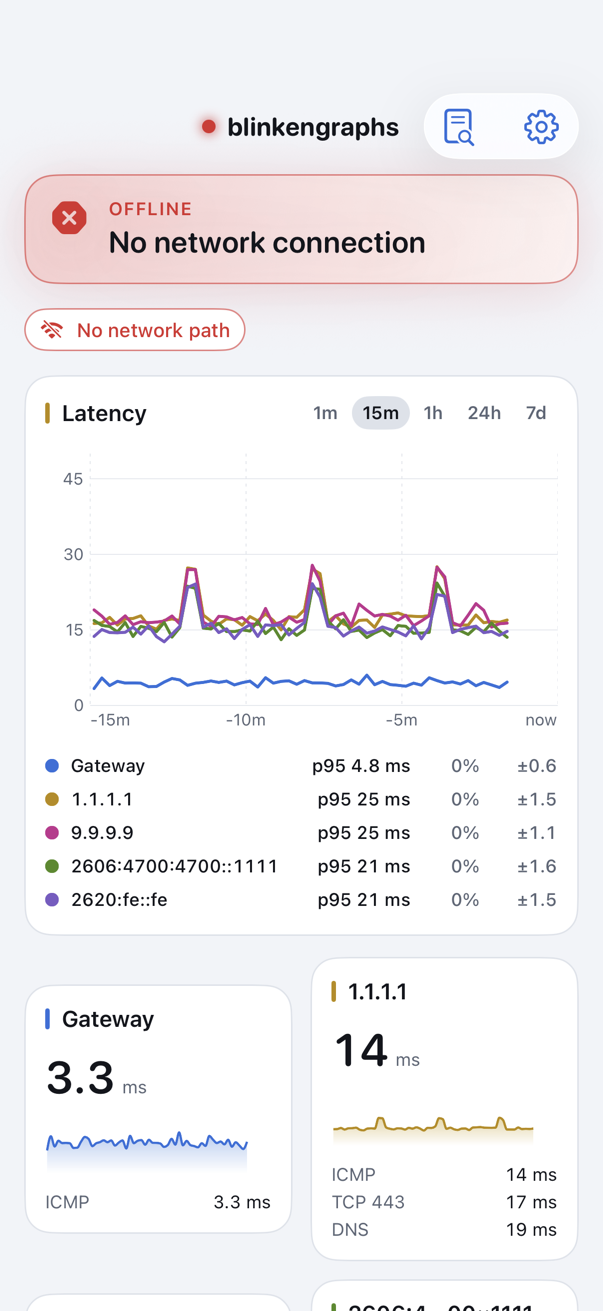 blinkengraphs
OFFLINE
No network connection
No network path
Latency 1m 15m 1h 24h 7d
45
30
15
0
-15m -10m -5m now
Gateway p95 4.8 ms 0% ±0.6
1.1.1.1 p95 25 ms 0% ±1.5
9.9.9.9 p95 25 ms 0% ±1.1
2606:4700:4700::1111 p95 21 ms 0% ±1.6
2620:fe::fe p95 21 ms 0% ±1.5
Gateway
3.3 ms
ICMP 3.3 ms
1.1.1.1
14 ms
ICMP 14 ms
TCP 443 17 ms
DNS 19 ms